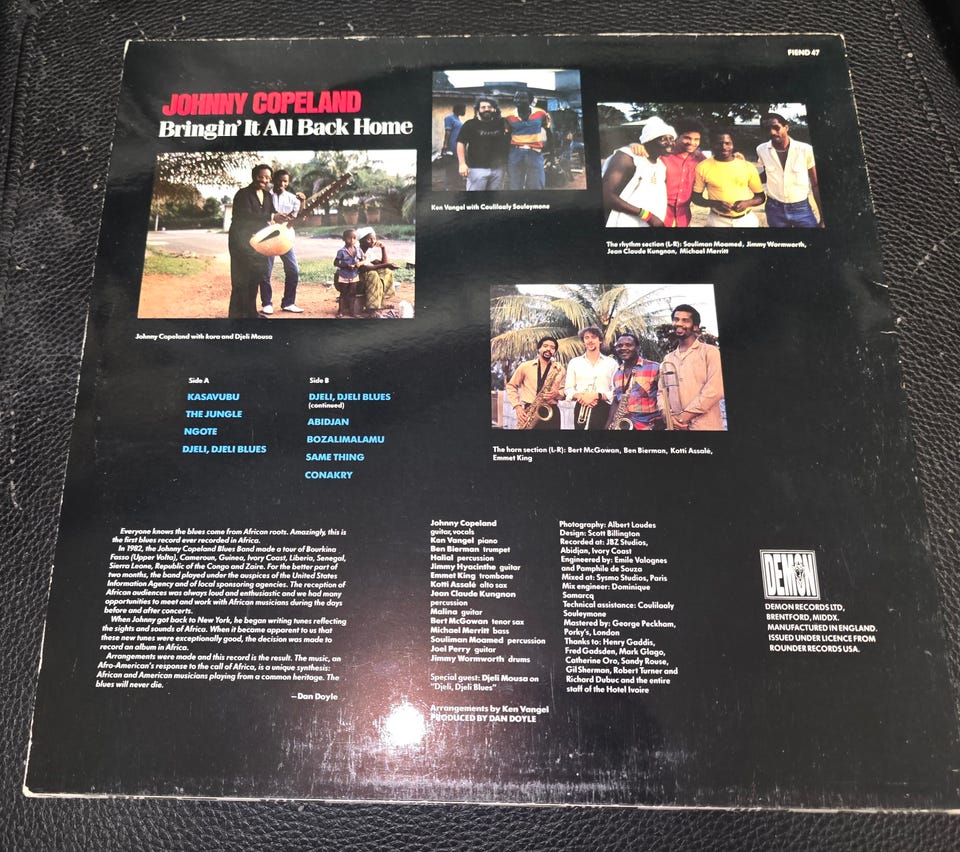 FIEND 47
JOHNNY COPELAND
Bringin' It All Back Home
Ken Vangel with Coulilaaly Souleymone
The rhythm section (L-R): Souliman Moamed, Jimmy Wormworth,
Jean Claude Kungnon, Michael Merritt
Johnny Copeland with kora and Djeli Mousa
The horn section (L-R): Bert McGowan, Ben Bierman, Kotti Assalé,
Emmet King
Side A
KASAVUBU
THE JUNGLE
NGOTE
DJELI, DJELI BLUES
Side B
DJELI, DJELI BLUES
(continued)
ABIDJAN
BOZALIMALAMU
SAME THING
CONAKRY
Everyone knows the blues come from African roots. Amazingly, this is
the first blues record ever recorded in Africa.
In 1982, the Johnny Copeland Blues Band made a tour of Bourkina
Fasso (Upper Volta), Cameroun, Guinea, Ivory Coast, Liberia, Senegal,
Sierra Leone, Republic of the Congo and Zaire. For the better part of
two months, the band played under the auspices of the United States
Information Agency and of local sponsoring agencies. The reception of
African audiences was always loud and enthusiastic and we had many
opportunities to meet and work with African musicians during the days
before and after concerts.
When Johnny got back to New York, he began writing tunes reflecting
the sights and sounds of Africa. When it became apparent to us that
these new tunes were exceptionally good, the decision was made to
record an album in Africa.
Arrangements were made and this record is the result. The music, an
Afro-American's response to the call of Africa, is a unique synthesis:
African and American musicians playing from a common heritage. The
blues will never die.
—Dan Doyle
Johnny Copeland
guitar, vocals
Ken Vangel piano
Ben Bierman trumpet
Halial percussion
Jimmy Hyacinthe guitar
Emmet King trombone
Kotti Assalé alto sax
Jean Claude Kungnon
percussion
Malina guitar
Bert McGowan tenor sax
Michael Merritt bass
Souliman Moamed percussion
Joel Perry guitar
Jimmy Wormworth drums
Special guest: Djeli Mousa on
"Djeli, Djeli Blues"
Arrangements by Ken Vangel
PRODUCED BY DAN DOYLE
Photography: Albert Loudes
Design: Scott Billington
Recorded at: JBZ Studios,
Abidjan, Ivory Coast
Engineered by: Emile Valognes
and Pamphile de Souza
Mixed at: Sysmo Studios, Paris
Mix engineer: Dominique
Samarcq
Technical assistance: Coulilaaly
Souleymone
Mastered by: George Peckham,
Porky's, London
Thanks to: Henry Gaddis,
Fred Gadsden, Mark Glago,
Catherine Oro, Sandy Rouse,
Gil Sherman, Robert Turner and
Richard Dubuc and the entire
staff of the Hotel Ivoire
DEMON
DEMON RECORDS LTD,
BRENTFORD, MIDDX.
MANUFACTURED IN ENGLAND.
ISSUED UNDER LICENCE FROM
ROUNDER RECORDS USA.